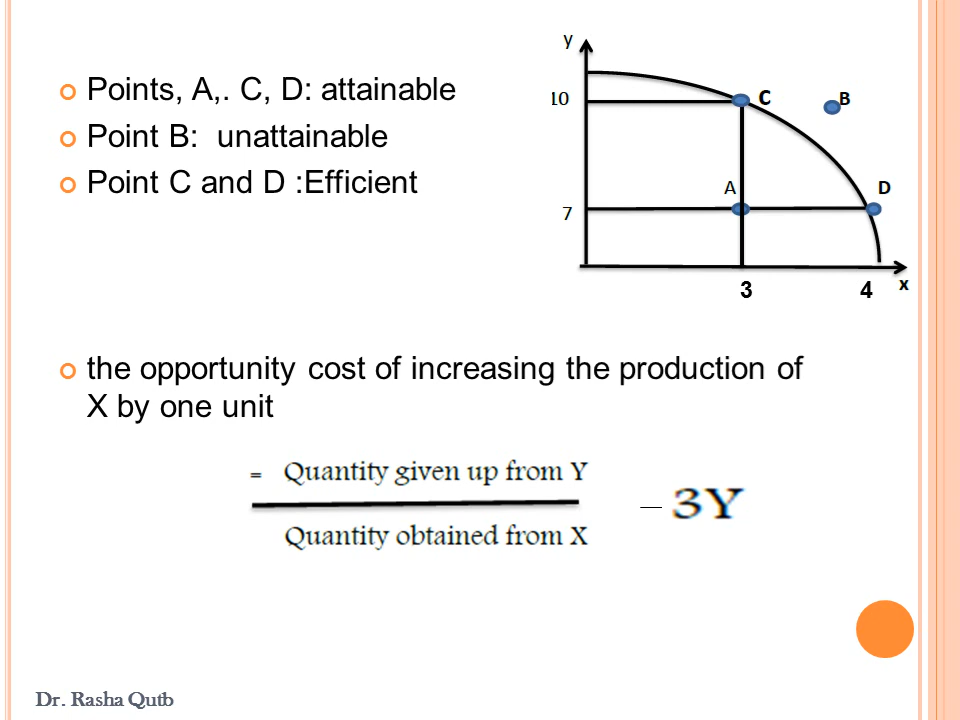 Points, A,. C, D: attainable
Point B:  unattainable
Point C and D :Efficient
y
10
C
B
A
D
7
3
4
x
the opportunity cost of increasing the production of
X by one unit
= Quantity given up from Y
Quantity obtained from X
– 3Y
Dr. Rasha Qutb